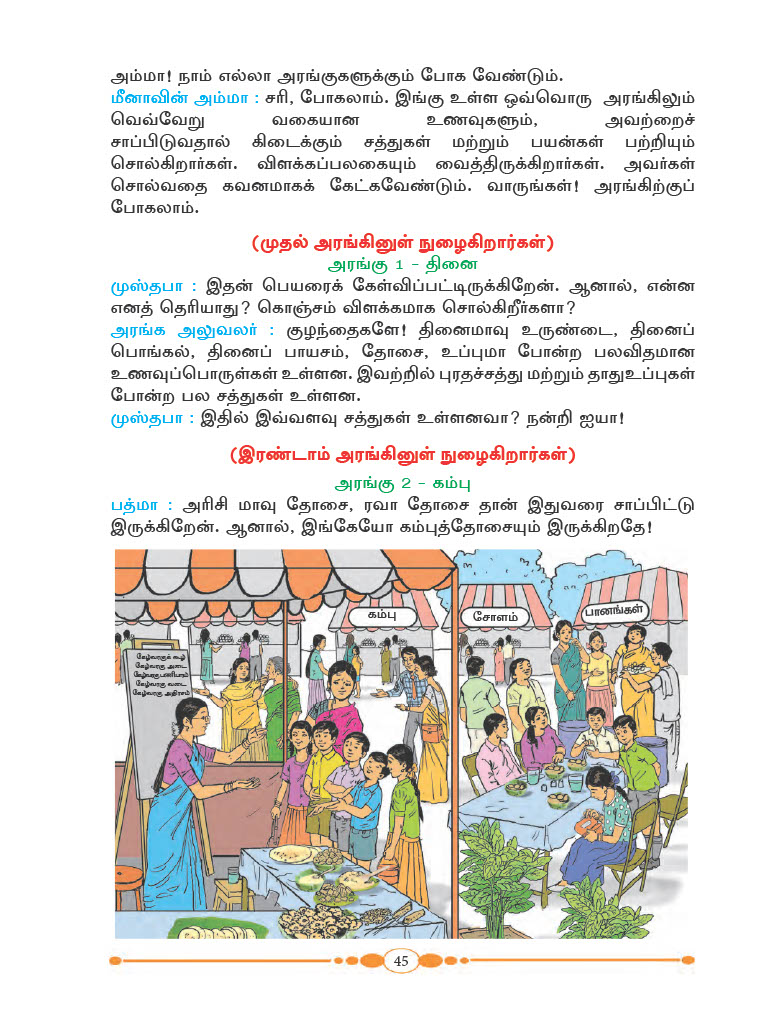 அம்மா! நாம் எல்லா அரங்குகளுக்கும் போக வேண்டும்.
மீனாவின் அம்மா : சரி, போகலாம். இங்கு உள்ள ஒவ்வொரு அரங்கிலும்
வெவ்வேறு வகையான உணவுகளும், அவற்றைச்
சாப்பிடுவதால் கிடைக்கும் சத்துகள் மற்றும் பயன்கள் பற்றியும்
சொல்கிறார்கள். விளக்கப்பலகையும் வைத்திருக்கிறார்கள். அவர்கள்
சொல்வதை கவனமாகக் கேட்கவேண்டும். வாருங்கள்! அரங்கிற்குப்
போகலாம்.
(முதல் அரங்கினுள் நுழைகிறார்கள்)
அரங்கு 1 – தினை
முஸ்தபா : இதன் பெயரைக் கேள்விப்பட்டிருக்கிறேன். ஆனால், என்ன
எனத் தெரியாது? கொஞ்சம் விளக்கமாக சொல்கிறீர்களா?
அரங்க அலுவலர் : குழந்தைகளே! தினைமாவு உருண்டை, தினைப்
பொங்கல், தினைப் பாயசம், தோசை, உப்புமா போன்ற பலவிதமான
உணவுப்பொருள்கள் உள்ளன. இவற்றில் புரதச்சத்து மற்றும் தாதுஉப்புகள்
போன்ற பல சத்துகள் உள்ளன.
முஸ்தபா : இதில் இவ்வளவு சத்துகள் உள்ளனவா? நன்றி ஐயா!
(இரண்டாம் அரங்கினுள் நுழைகிறார்கள்)
அரங்கு 2 – கம்பு
பத்மா : அரிசி மாவு தோசை, ரவா தோசை தான் இதுவரை சாப்பிட்டு
இருக்கிறேன். ஆனால், இங்கேயோ கம்புத்தோசையும் இருக்கிறதே!
கம்பு
சோளம்
பானங்கள்
கேழ்வரகுக் கூழ்
கேழ்வரகு அடை
கேழ்வரகு பணியாரம்
கேழ்வரகு வடை
கேழ்வரகு அதிரசம்
45